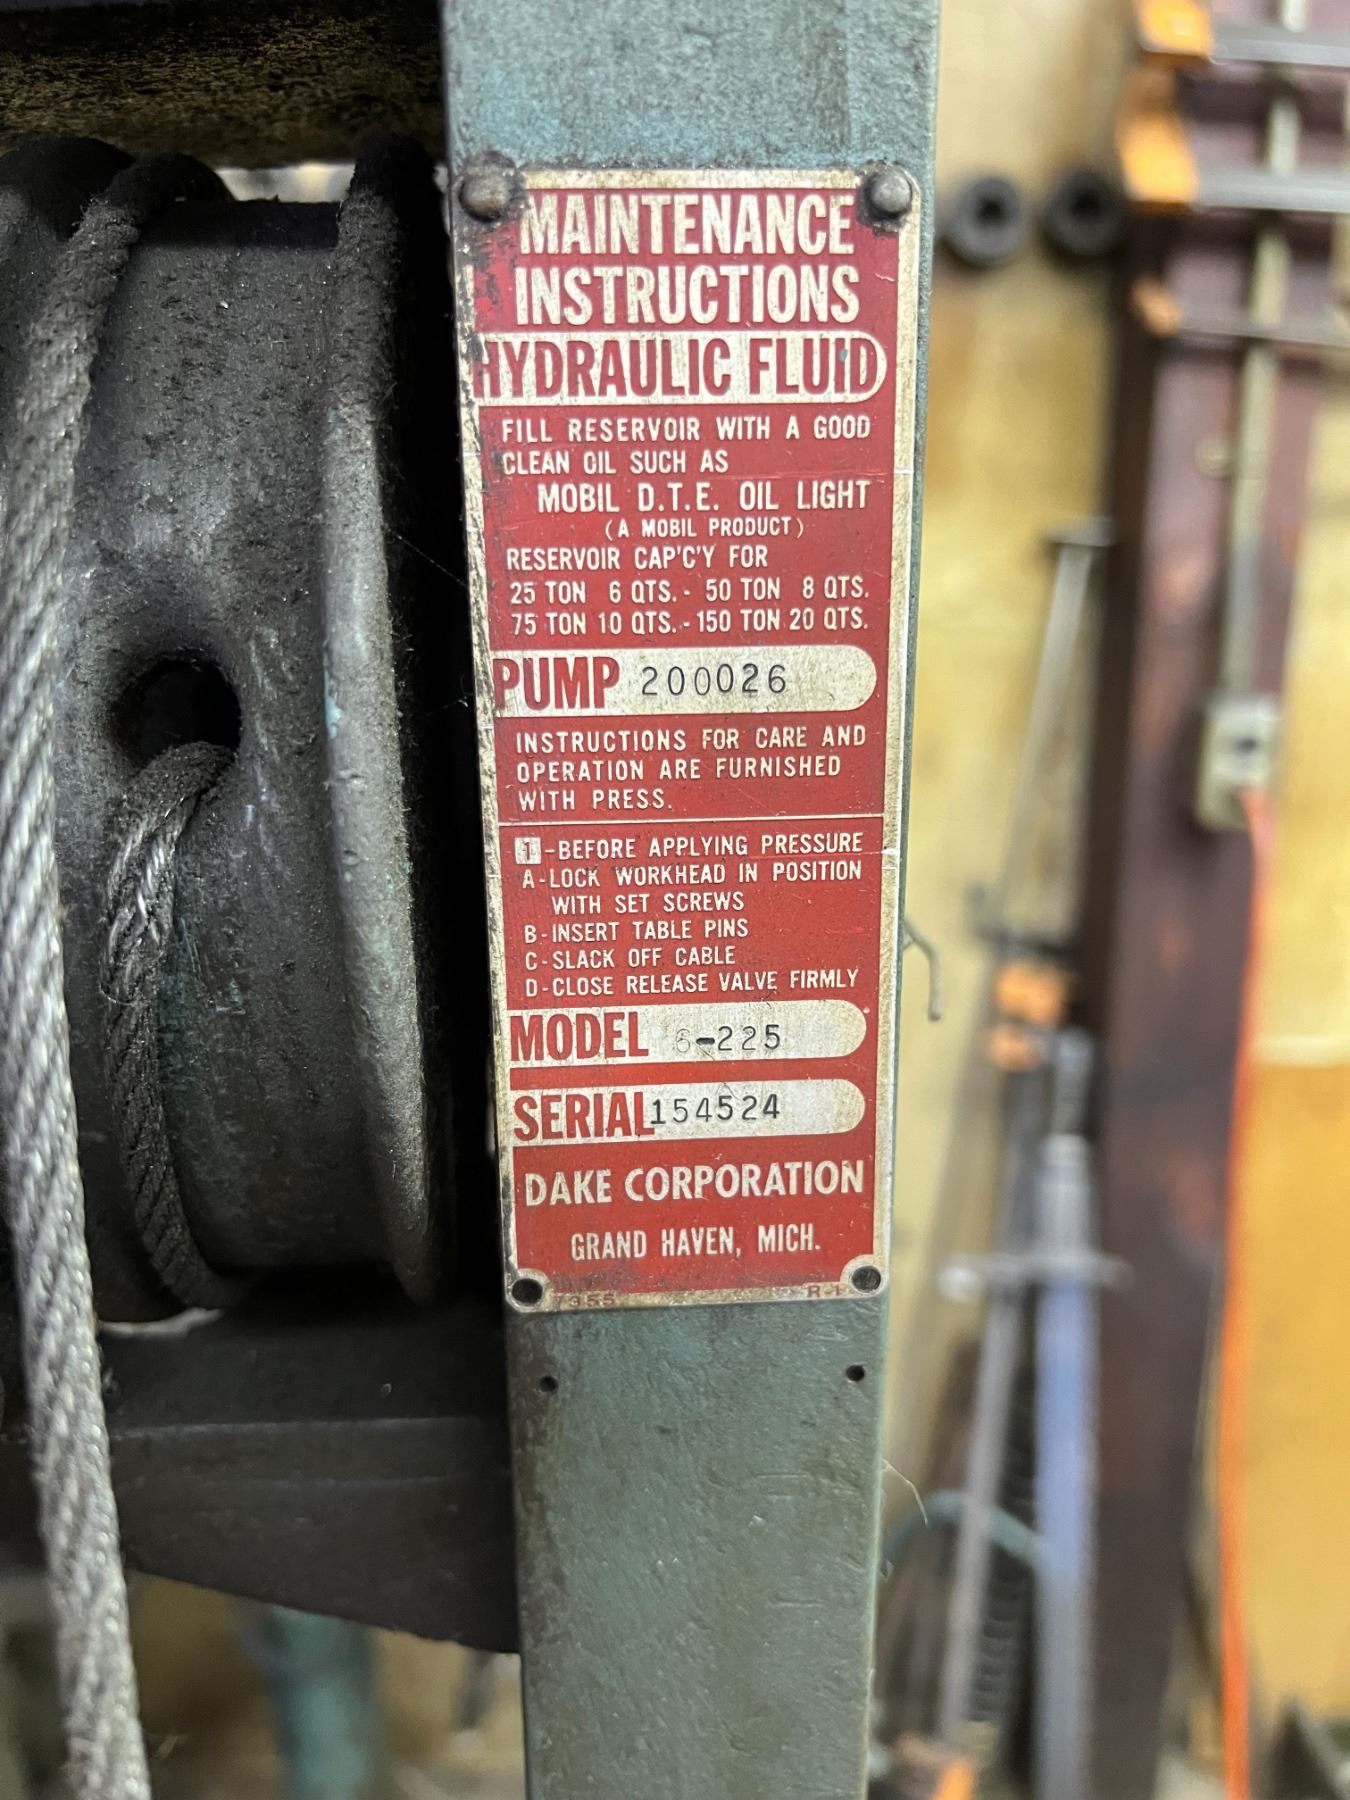 MAINTENANCE
INSTRUCTIONS
HYDRAULIC FLUID
FILL RESERVOIR WITH A GOOD
CLEAN OIL SUCH AS
MOBIL D.T.E. OIL LIGHT
(A MOBIL PRODUCT)
RESERVOIR CAP'C'Y FOR
25 TON 6 QTS. - 50 TON 8 QTS.
75 TON 10 QTS. - 150 TON 20 QTS.
PUMP 200026
INSTRUCTIONS FOR CARE AND
OPERATION ARE FURNISHED
WITH PRESS.
1 - BEFORE APPLYING PRESSURE
A - LOCK WORKHEAD IN POSITION
WITH SET SCREWS
B - INSERT TABLE PINS
C - SLACK OFF CABLE
D - CLOSE RELEASE VALVE FIRMLY
MODEL 6-225
SERIAL 154524
DAKE CORPORATION
GRAND HAVEN, MICH.
7355 R-1